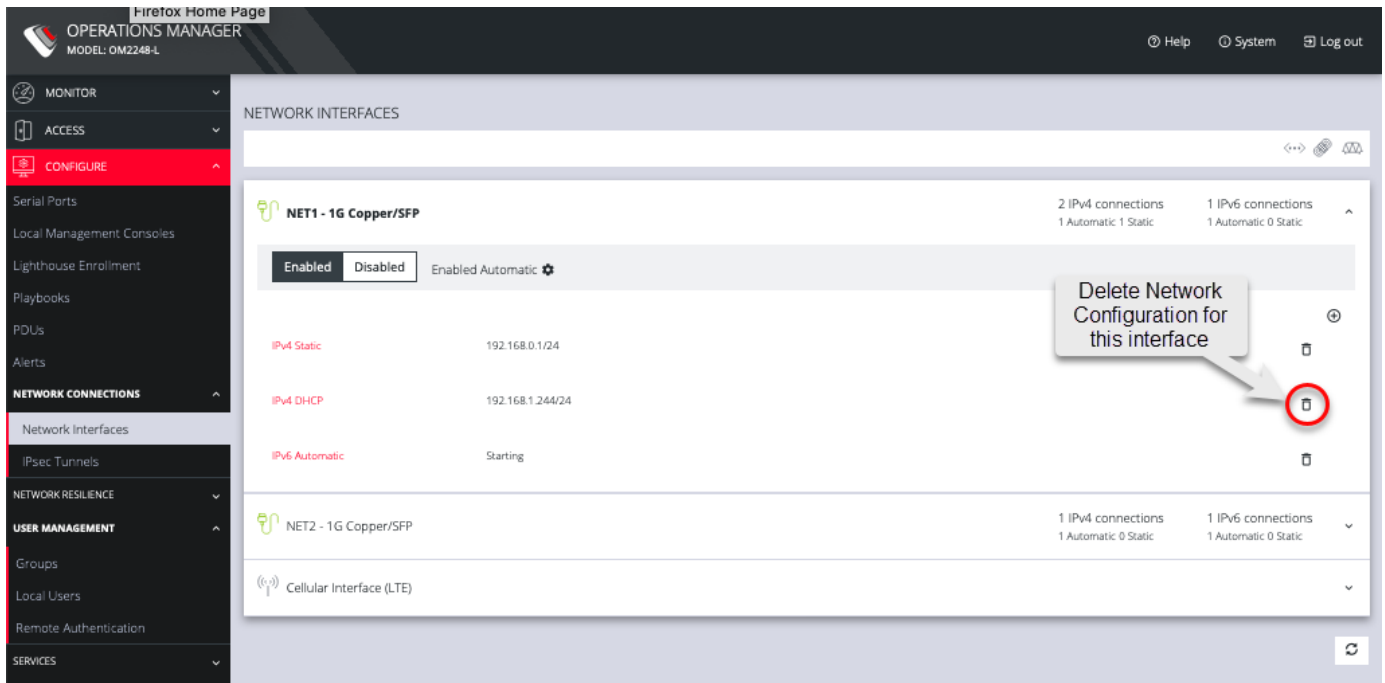 Firefox Home Page
OPERATIONS MANAGER
MODEL: OM2248-L
Help
System
Log out
MONITOR
ACCESS
CONFIGURE
Serial Ports
Local Management Consoles
Lighthouse Enrollment
Playbooks
PDUs
Alerts
NETWORK CONNECTIONS
Network Interfaces
IPsec Tunnels
NETWORK RESILIENCE
USER MANAGEMENT
Groups
Local Users
Remote Authentication
SERVICES
NETWORK INTERFACES
NET1 - 1G Copper/SFP
2 IPv4 connections
1 Automatic 1 Static
1 IPv6 connections
1 Automatic 0 Static
Enabled Disabled Enabled Automatic
Delete Network
Configuration for
this interface
IPv4 Static 192.168.0.1/24
IPv4 DHCP 192.168.1.244/24
IPv6 Automatic Starting
NET2 - 1G Copper/SFP
1 IPv4 connections
1 Automatic 0 Static
1 IPv6 connections
1 Automatic 0 Static
Cellular Interface (LTE)